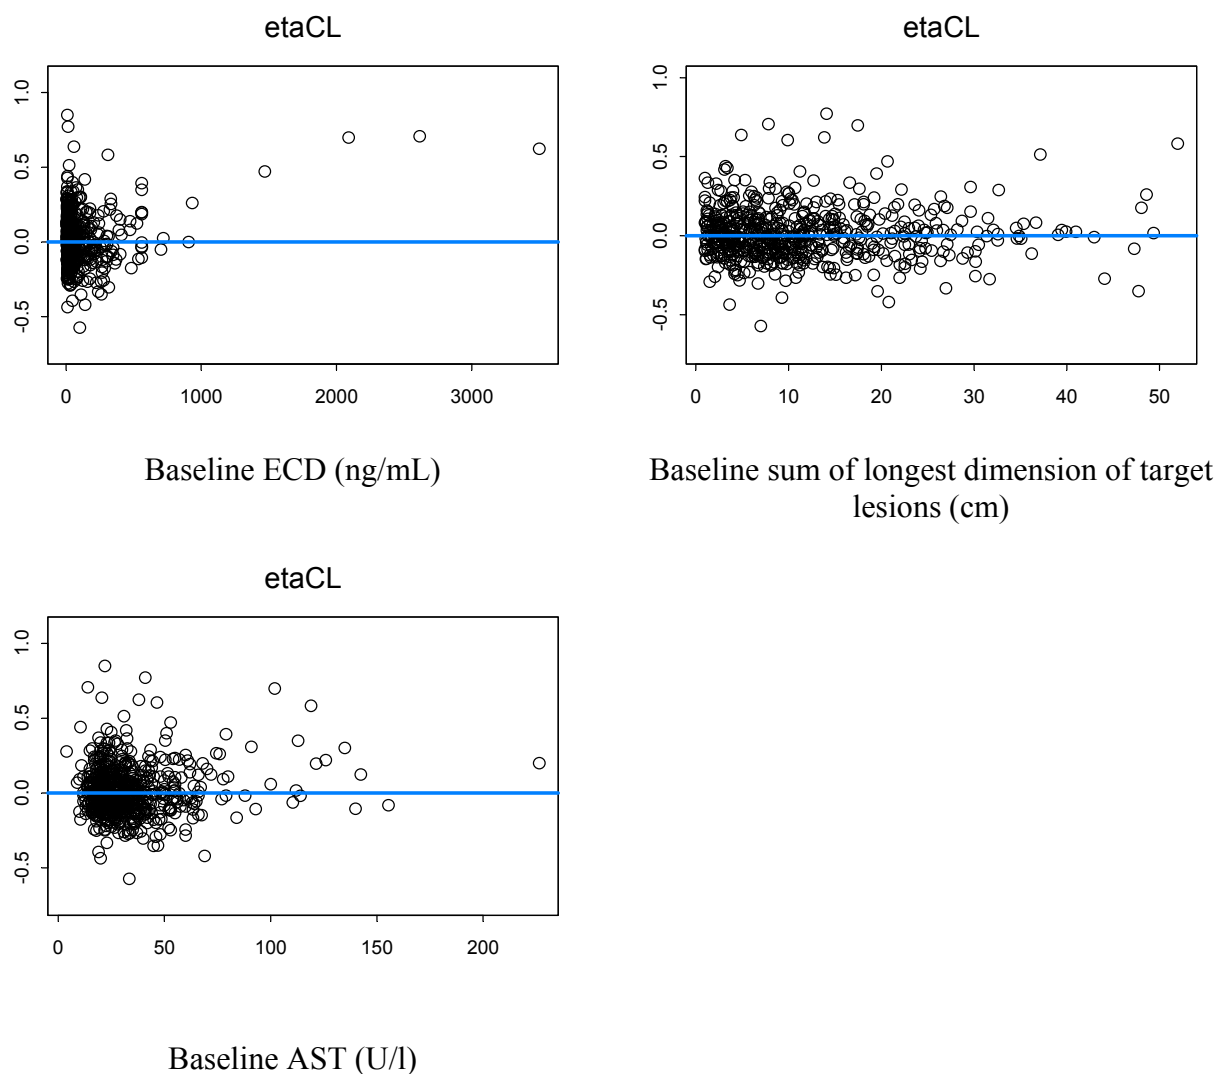 etaCL
1.0
0.5
0.0
-0.5
0 1000 2000 3000
Baseline ECD (ng/mL)
etaCL
1.0
0.5
0.0
-0.5
0 10 20 30 40 50
Baseline sum of longest dimension of target
lesions (cm)
etaCL
1.0
0.5
0.0
-0.5
0 50 100 150 200
Baseline AST (U/l)